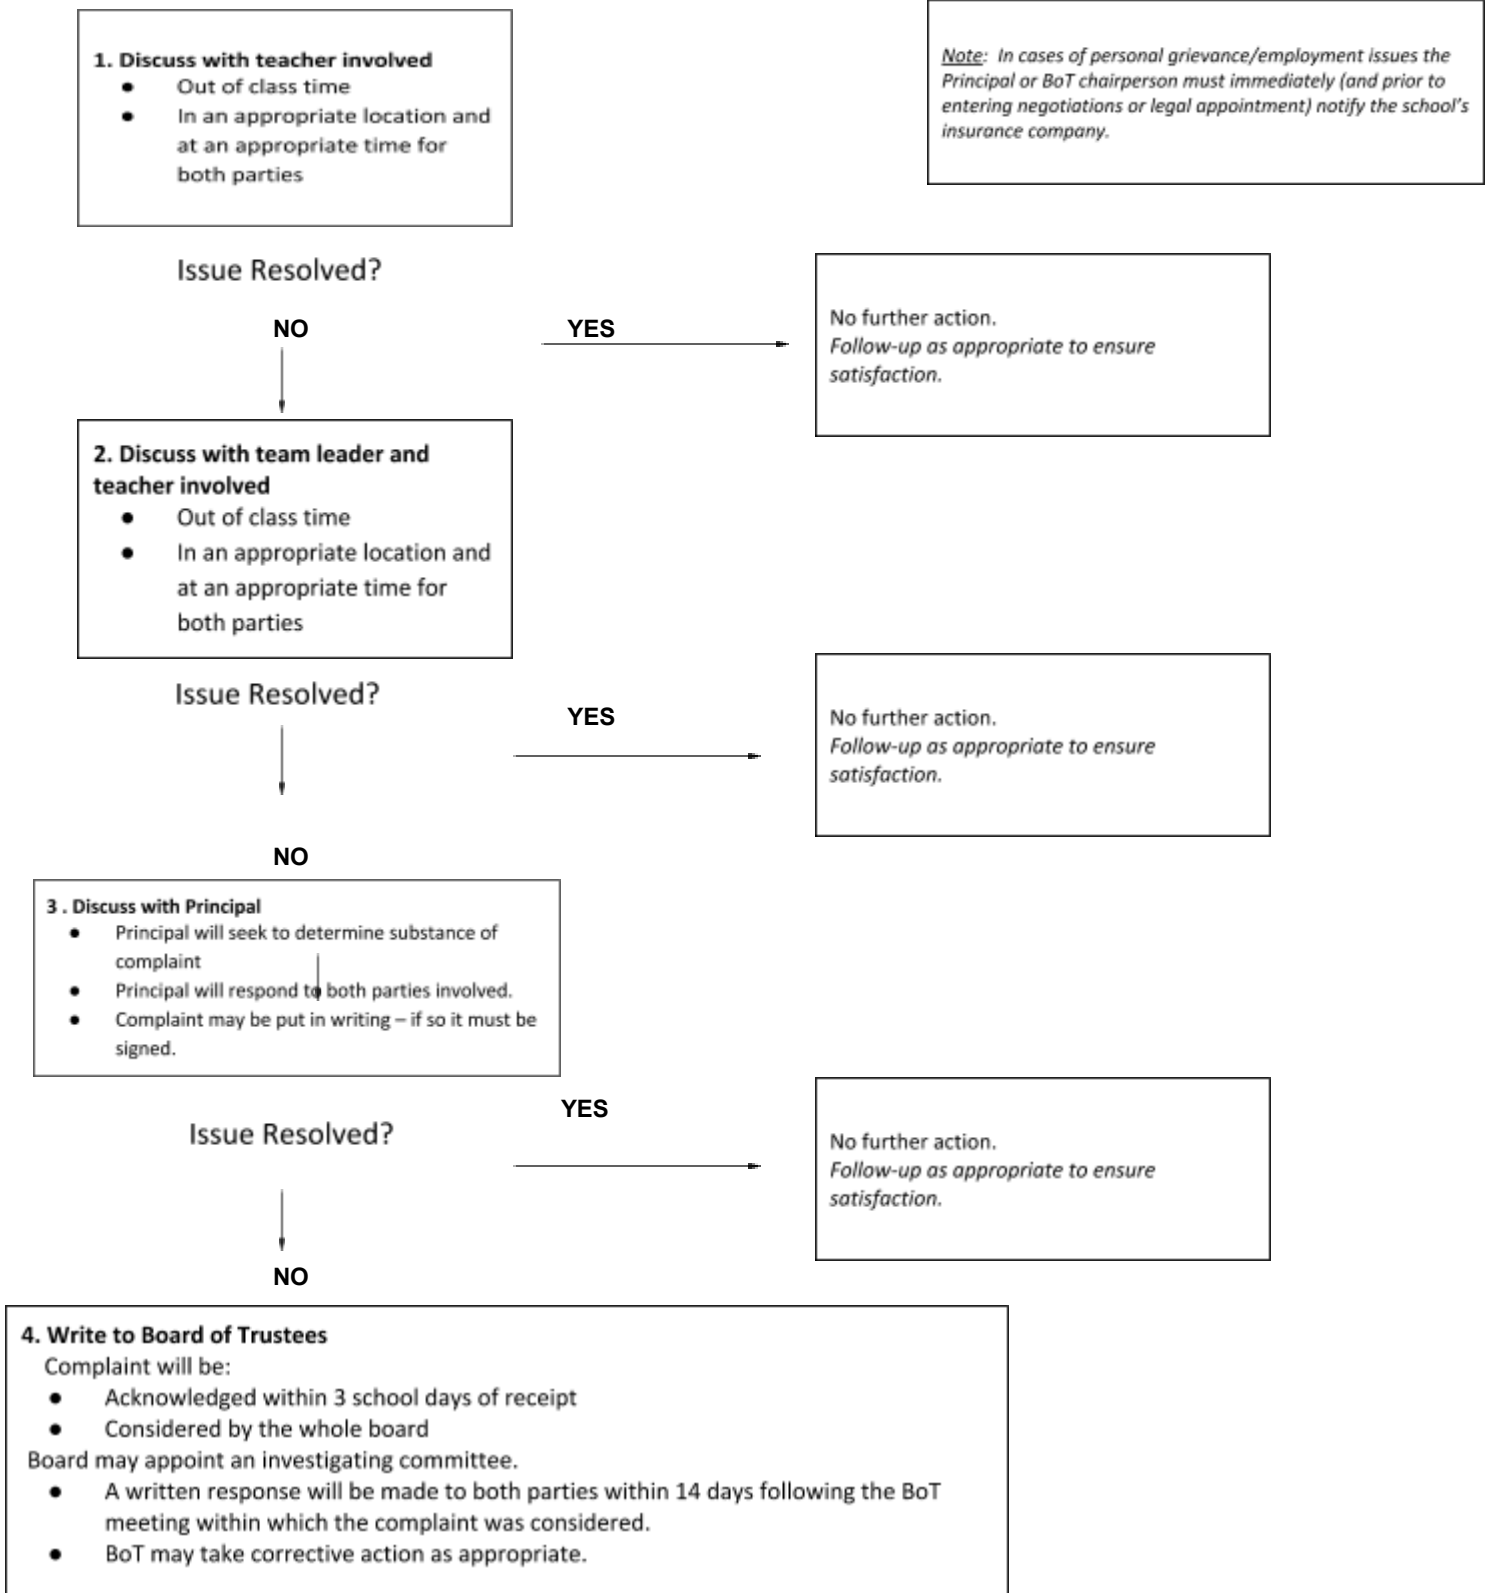 1. Discuss with teacher involved
● Out of class time
● In an appropriate location and
at an appropriate time for
both parties
Note: In cases of personal grievance/employment issues the
Principal or BoT chairperson must immediately (and prior to
entering negotiations or legal appointment) notify the school's
insurance company.
Issue Resolved?
NO
YES
No further action.
Follow-up as appropriate to ensure
satisfaction.
2. Discuss with team leader and
teacher involved
● Out of class time
● In an appropriate location and
at an appropriate time for
both parties
Issue Resolved?
YES
No further action.
Follow-up as appropriate to ensure
satisfaction.
NO
3 . Discuss with Principal
● Principal will seek to determine substance of
complaint
● Principal will respond to both parties involved.
● Complaint may be put in writing – if so it must be
signed.
Issue Resolved?
YES
No further action.
Follow-up as appropriate to ensure
satisfaction.
NO
4. Write to Board of Trustees
Complaint will be:
● Acknowledged within 3 school days of receipt
● Considered by the whole board
Board may appoint an investigating committee.
● A written response will be made to both parties within 14 days following the BoT
meeting within which the complaint was considered.
● BoT may take corrective action as appropriate.